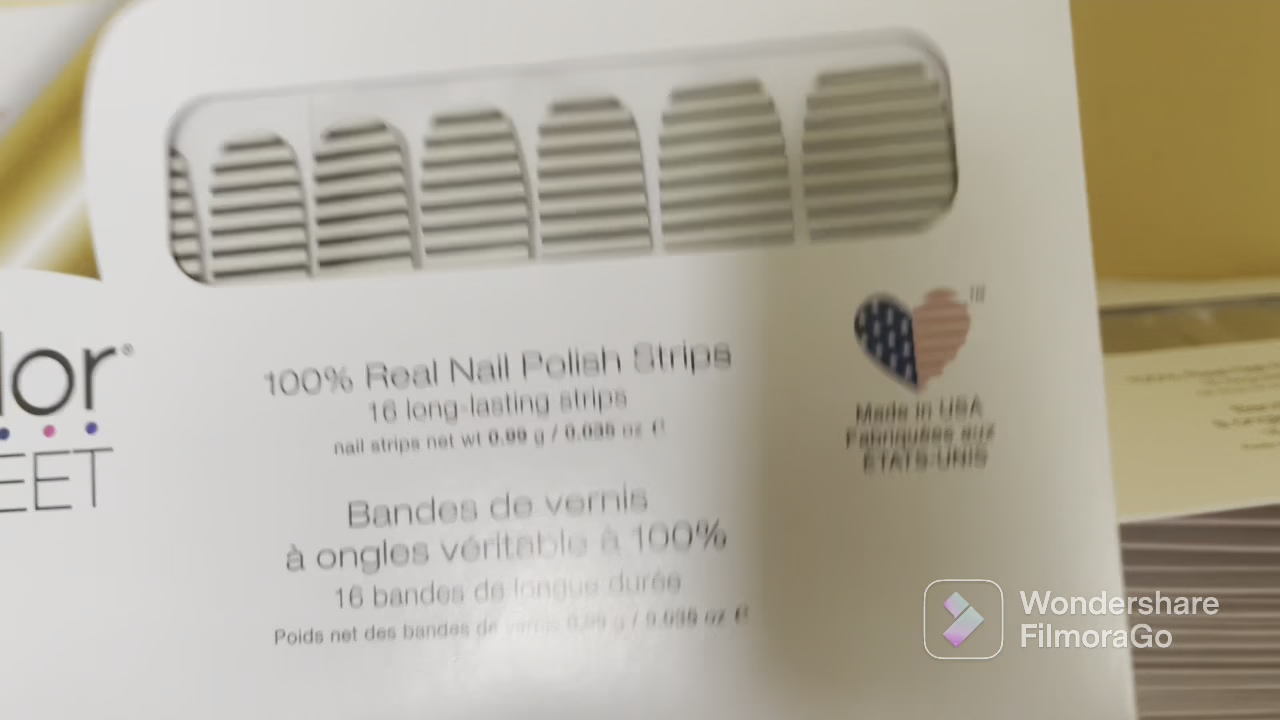 lor®
EET
100% Real Nail Polish Strips
16 long-lasting strips
nail strips net wt 0.99 g / 0.035 oz e
Bandes de vernis
à ongles véritable à 100%
16 bandes de longue durée
Poids net des bandes de vernis 0.99 g / 0.035 oz e
TM
Made in USA
Fabriquées aux
ÉTATS-UNIS
Wondershare
FilmoraGo